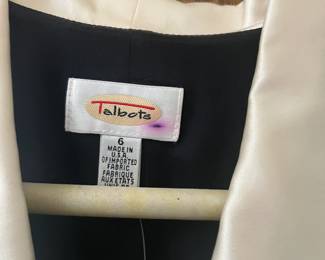 Talbots
6
MADE IN
U.S.A.
OF IMPORTED
FABRIC
FABRIQUE
AUX ETATS